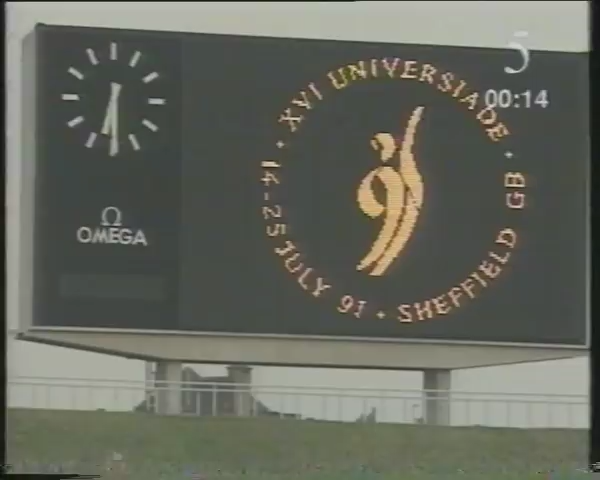 5
00:14
XVI UNIVERSIADE • GB
SHEFFIELD •
14-25 JULY 91 •
Ω
OMEGA